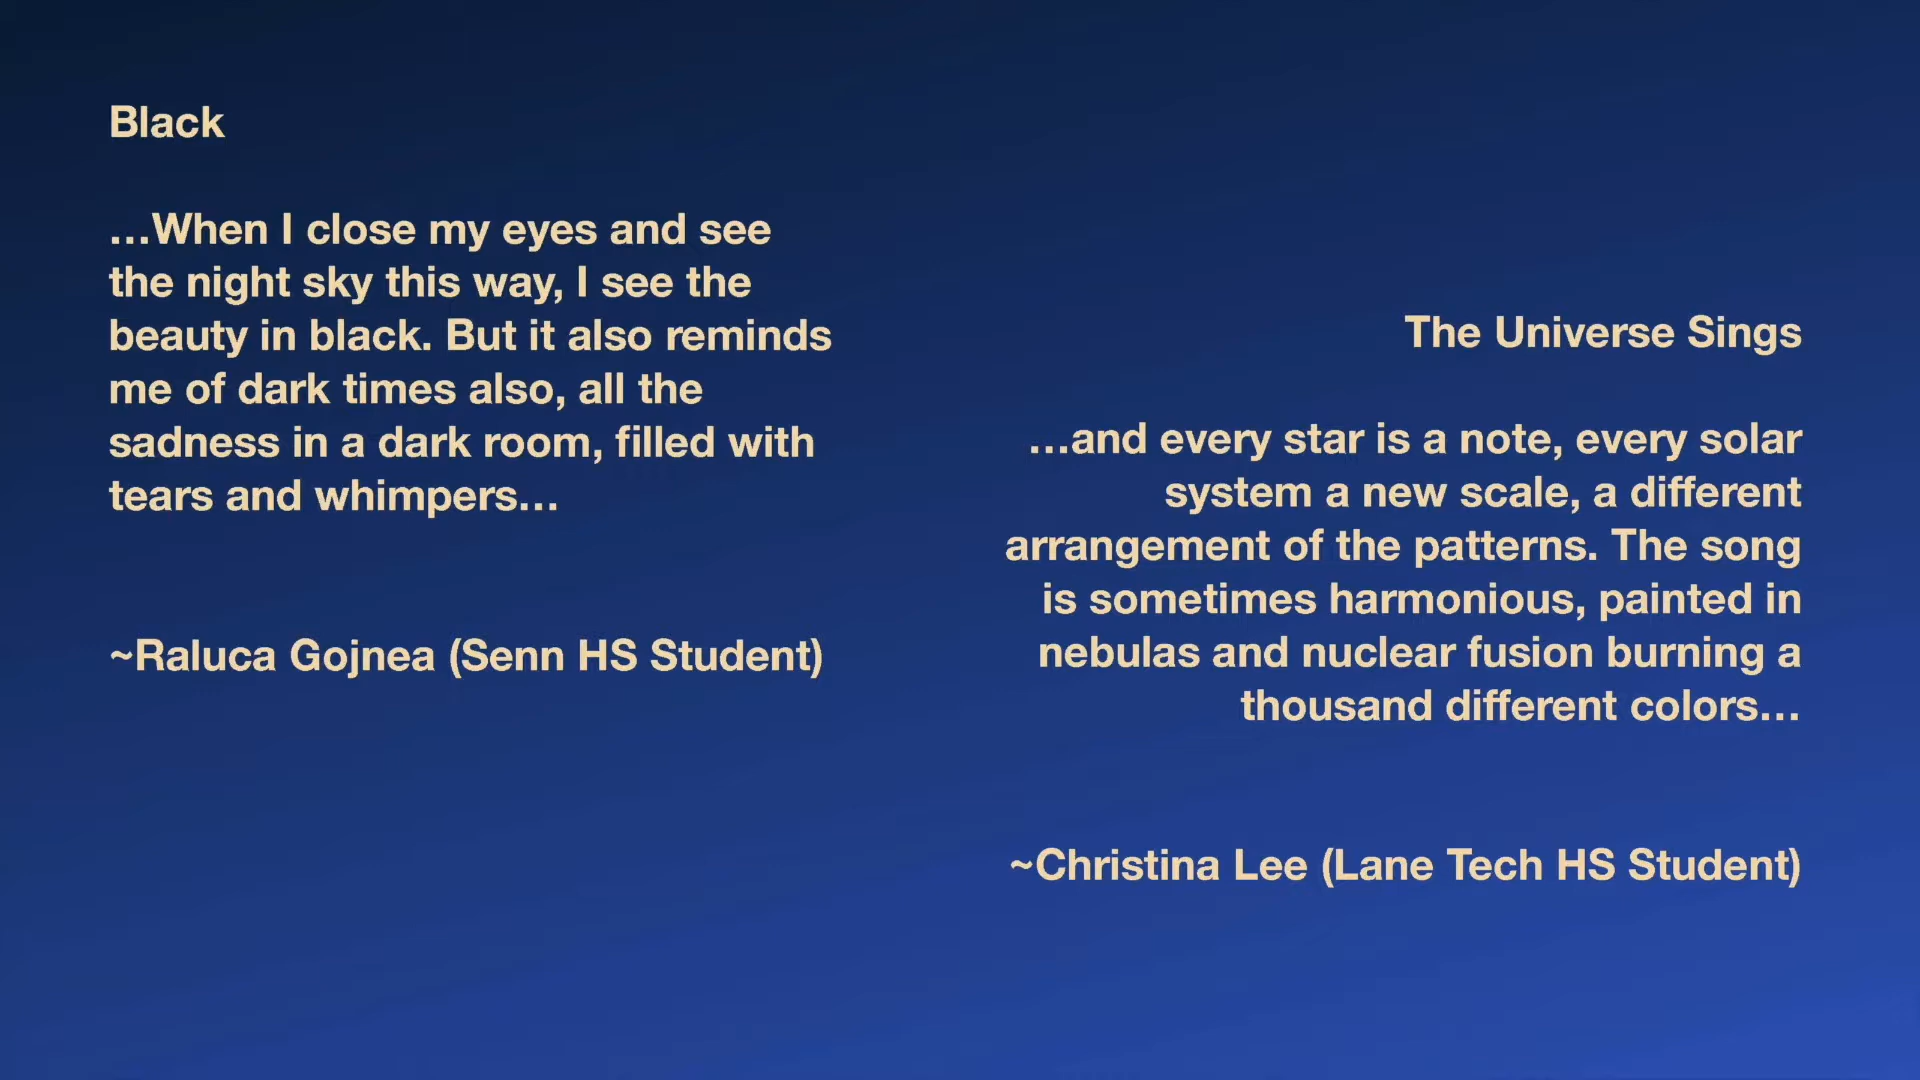 Black
…When I close my eyes and see
the night sky this way, I see the
beauty in black. But it also reminds
me of dark times also, all the
sadness in a dark room, filled with
tears and whimpers…
~Raluca Gojnea (Senn HS Student)
The Universe Sings
…and every star is a note, every solar
system a new scale, a different
arrangement of the patterns. The song
is sometimes harmonious, painted in
nebulas and nuclear fusion burning a
thousand different colors…
~Christina Lee (Lane Tech HS Student)